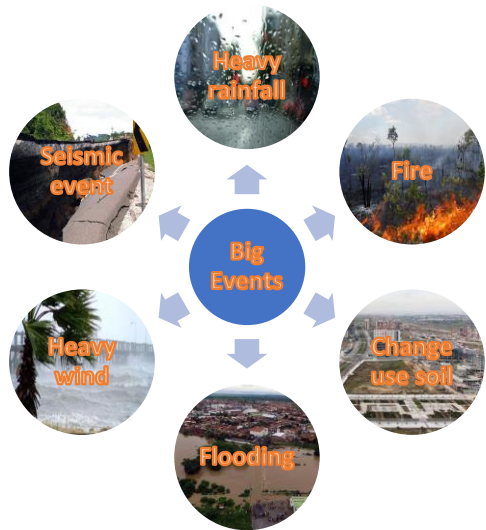 Heavy
rainfall
Seismic
event
Fire
Big
Events
Heavy
wind
Change
use soil
Flooding